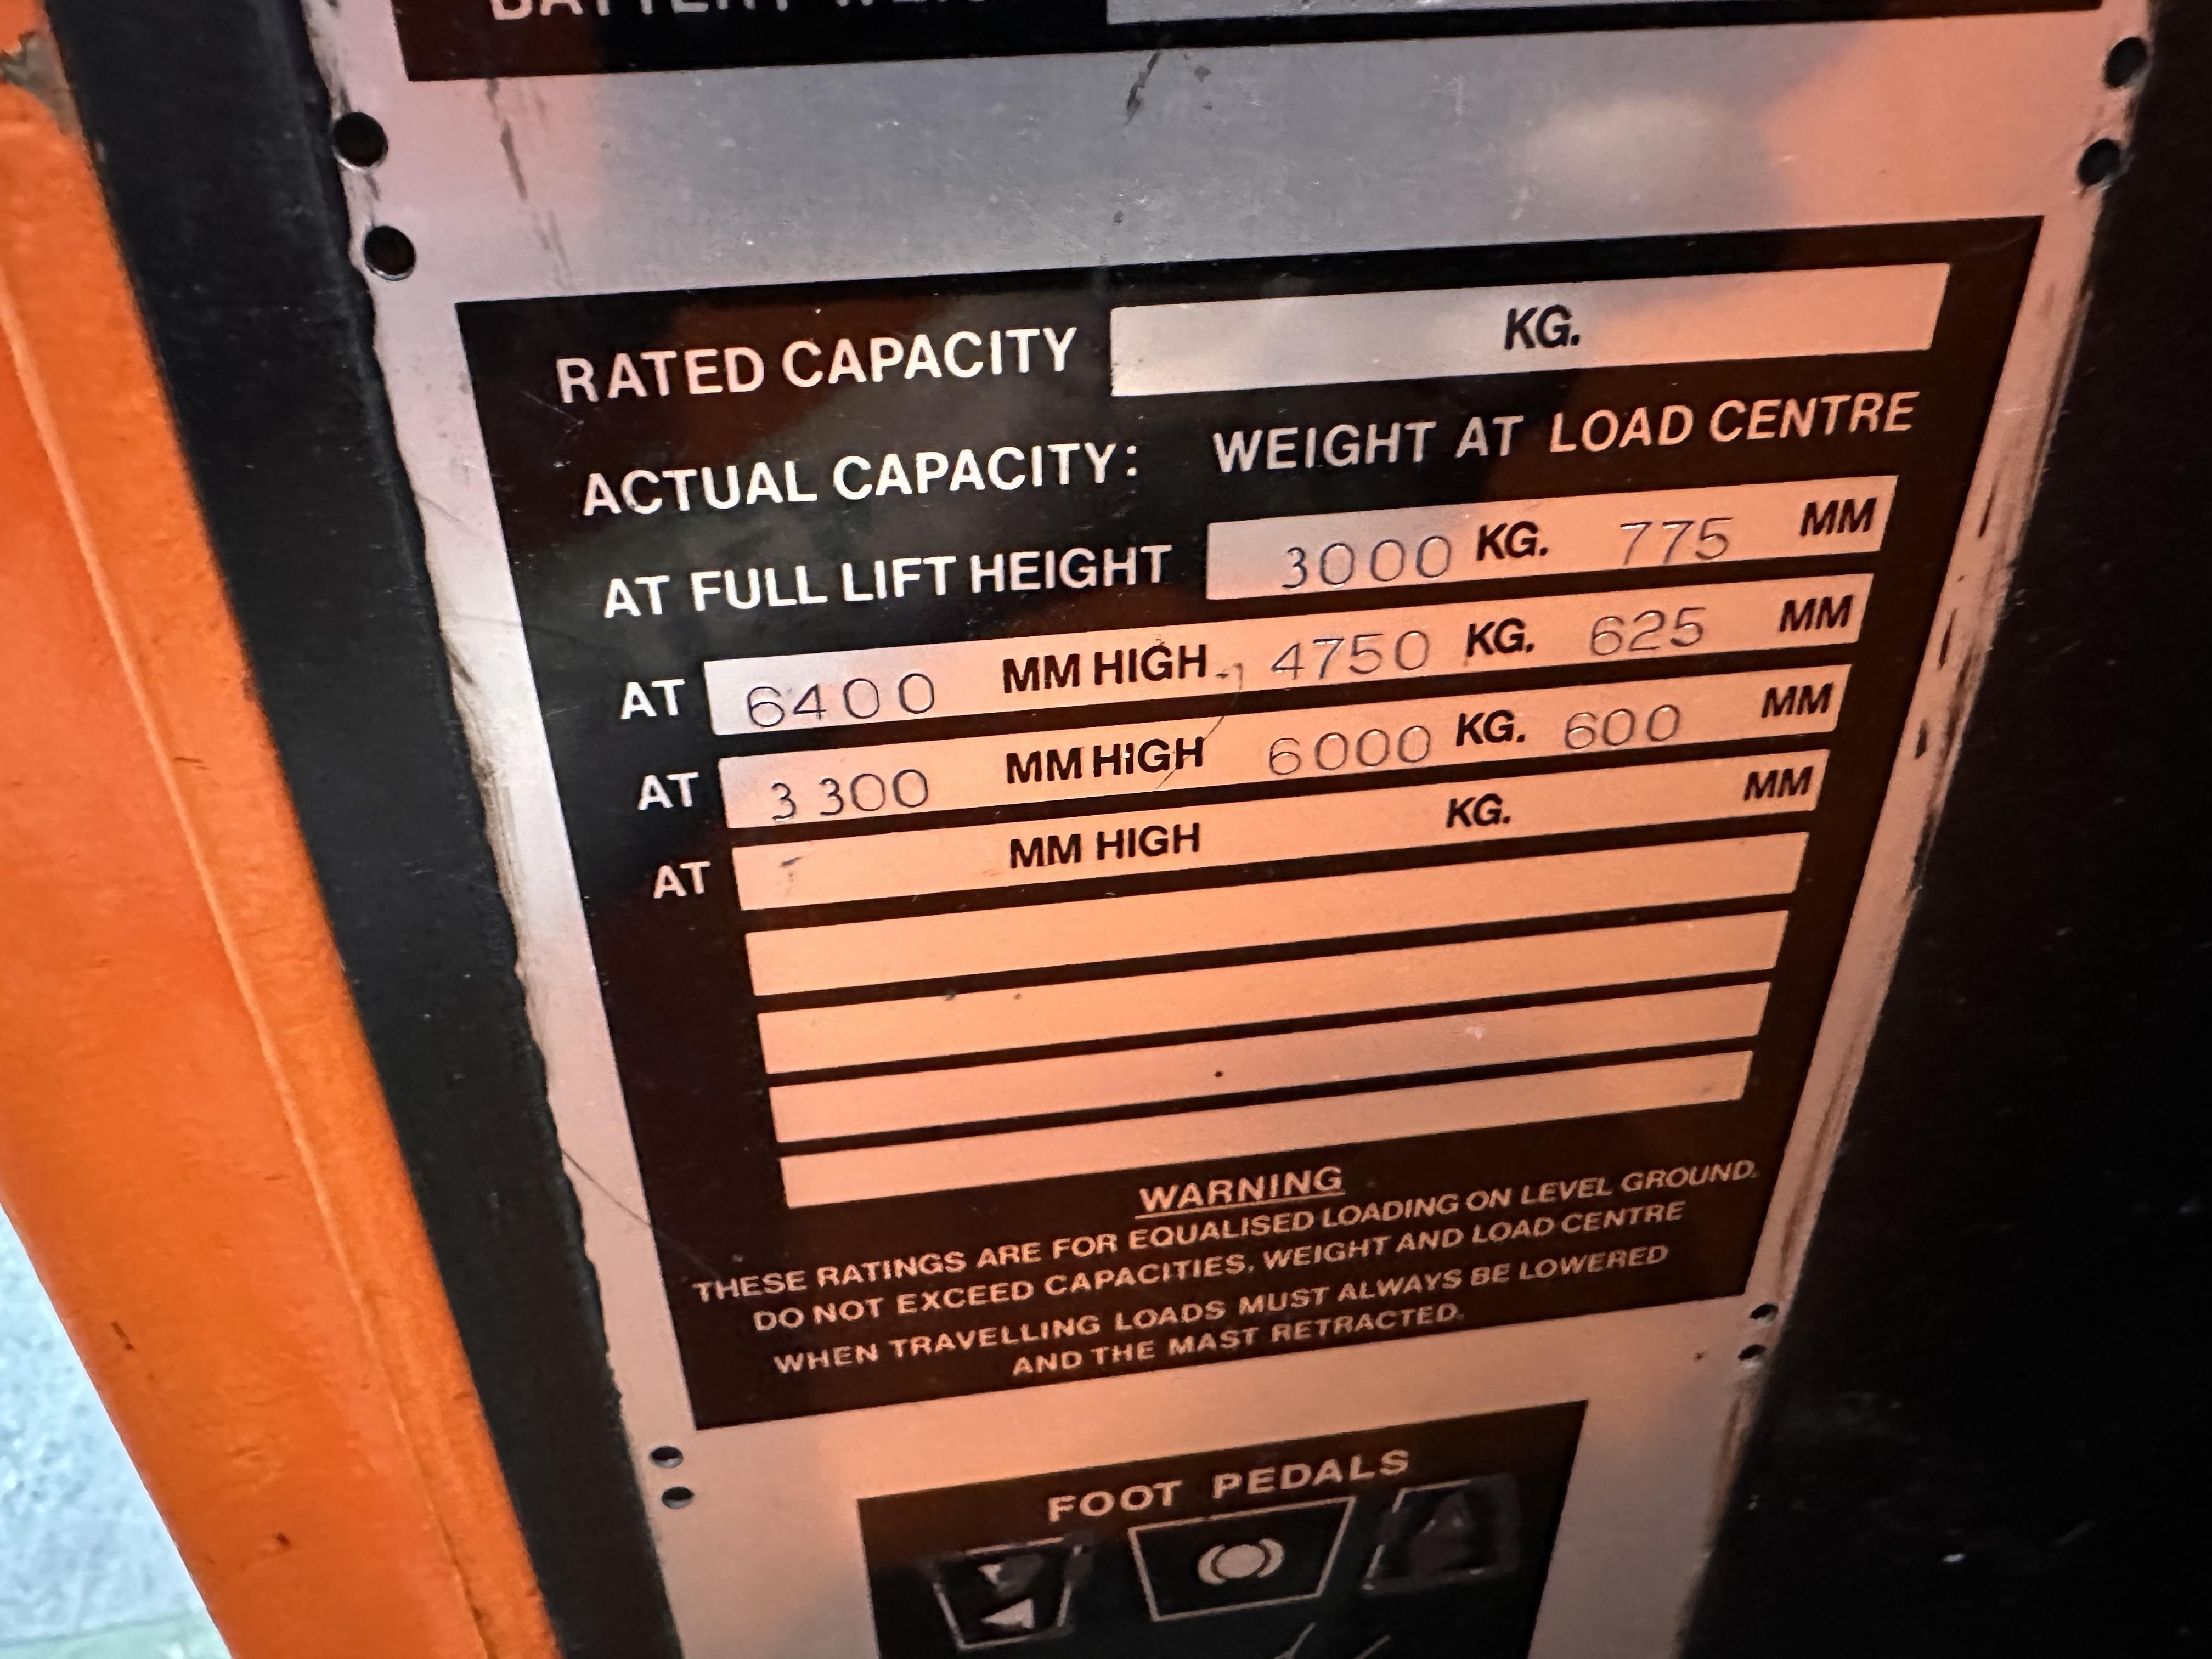 RATED CAPACITY KG.
ACTUAL CAPACITY: WEIGHT AT LOAD CENTRE
AT FULL LIFT HEIGHT 3000 KG. 775 MM
AT 6400 MM HIGH 4750 KG. 625 MM
AT 3300 MM HIGH 6000 KG. 600 MM
AT MM HIGH KG. MM
WARNING
THESE RATINGS ARE FOR EQUALISED LOADING ON LEVEL GROUND.
DO NOT EXCEED CAPACITIES, WEIGHT AND LOAD CENTRE
WHEN TRAVELLING LOADS MUST ALWAYS BE LOWERED
AND THE MAST RETRACTED.
FOOT PEDALS